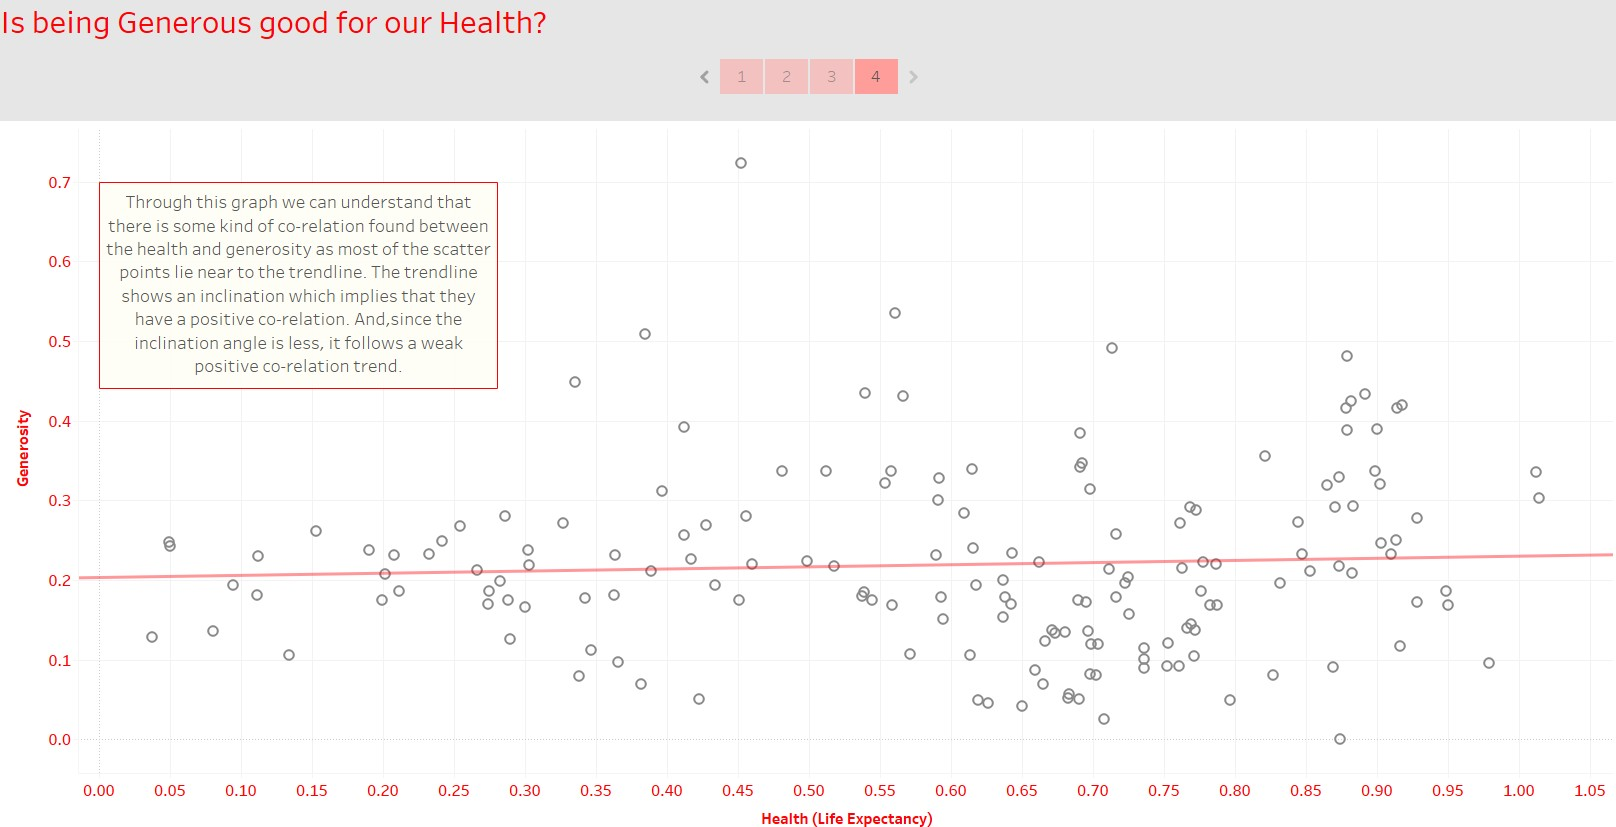 Is being Generous good for our Health?
1 2 3 4
Through this graph we can understand that
there is some kind of co-relation found between
the health and generosity as most of the scatter
points lie near to the trendline. The trendline
shows an inclination which implies that they
have a positive co-relation. And,since the
inclination angle is less, it follows a weak
positive co-relation trend.
Generosity
0.7
0.6
0.5
0.4
0.3
0.2
0.1
0.0
0.00 0.05 0.10 0.15 0.20 0.25 0.30 0.35 0.40 0.45 0.50 0.55 0.60 0.65 0.70 0.75 0.80 0.85 0.90 0.95 1.00 1.05
Health (Life Expectancy)